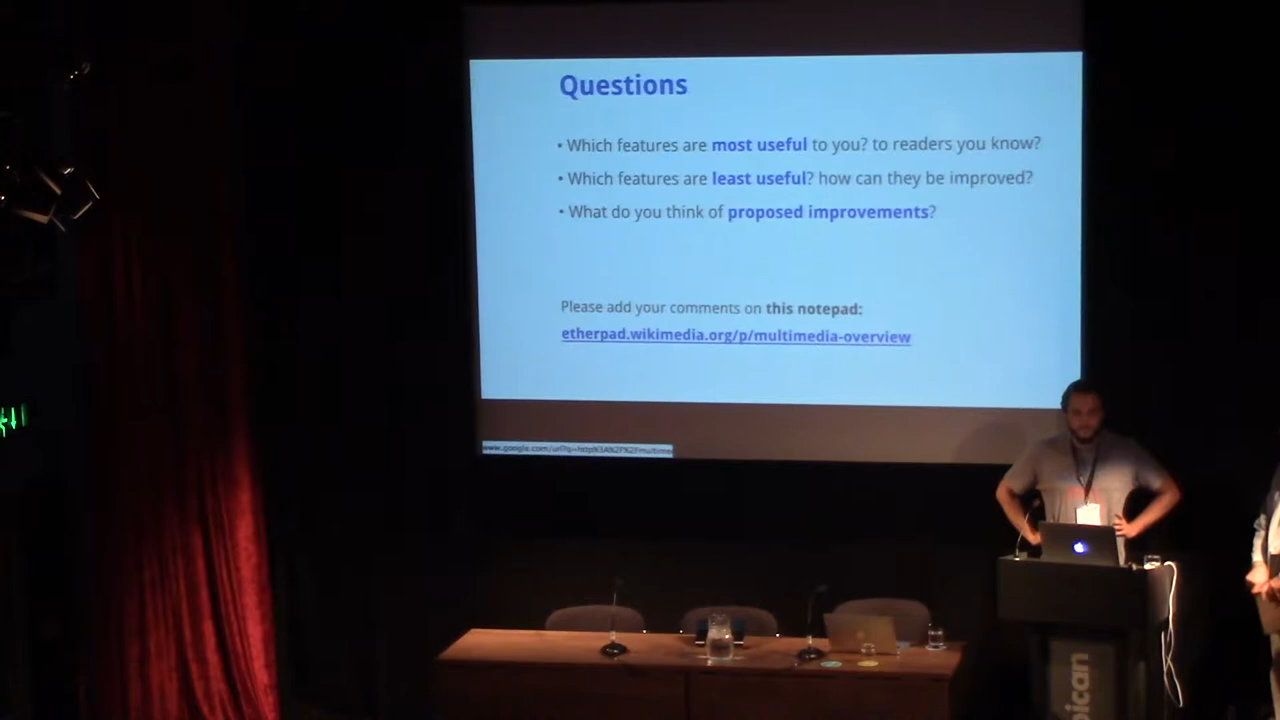 Questions
• Which features are most useful to you? to readers you know?
• Which features are least useful? how can they be improved?
• What do you think of proposed improvements?
Please add your comments on this notepad:
etherpad.wikimedia.org/p/multimedia-overview
bican